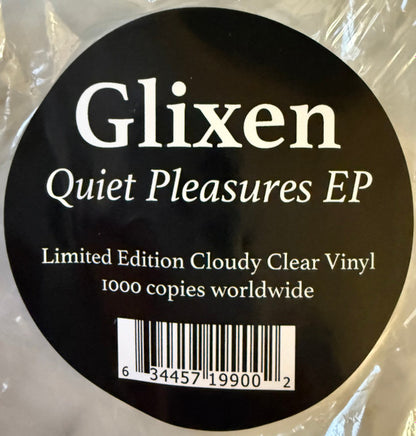 Glixen
Quiet Pleasures EP
Limited Edition Cloudy Clear Vinyl
1000 copies worldwide
6 34457 19900 2